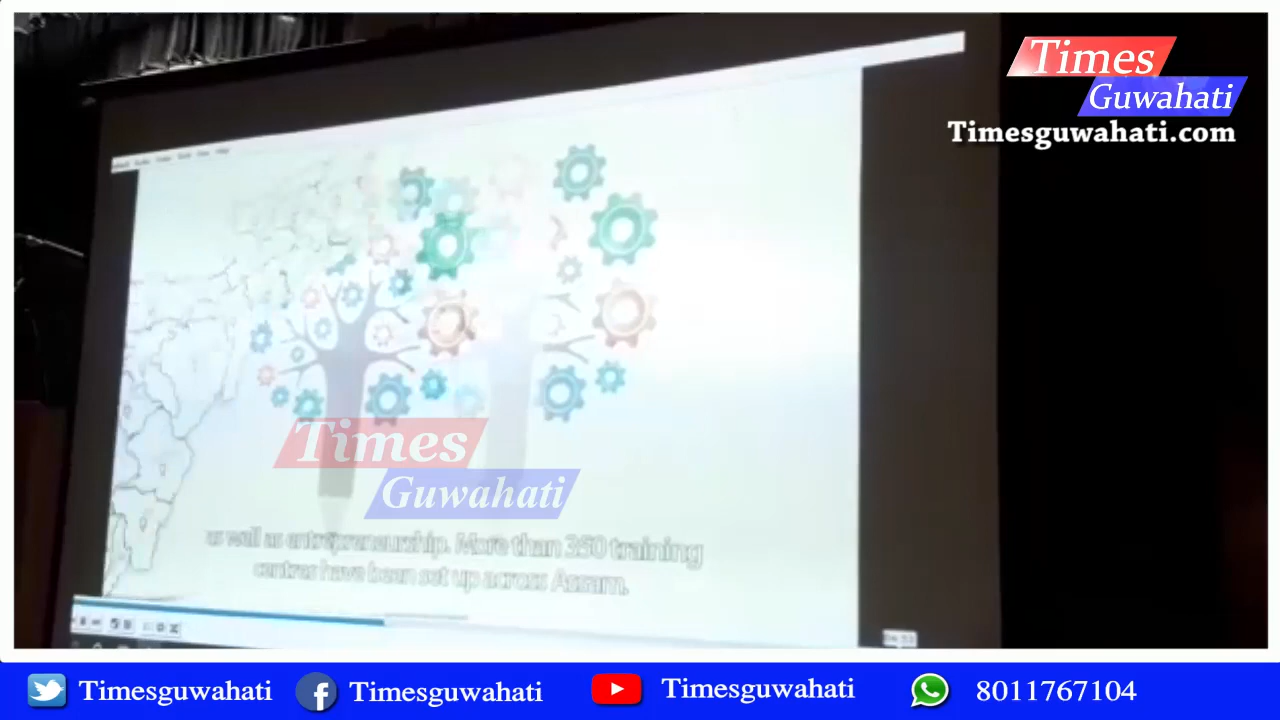 Times
Guwahati
Timesguwahati.com
Times
Guwahati
as well as entrepreneurship. More than 350 training
centres have been set up across Assam.
Timesguwahati
Timesguwahati
Timesguwahati
8011767104